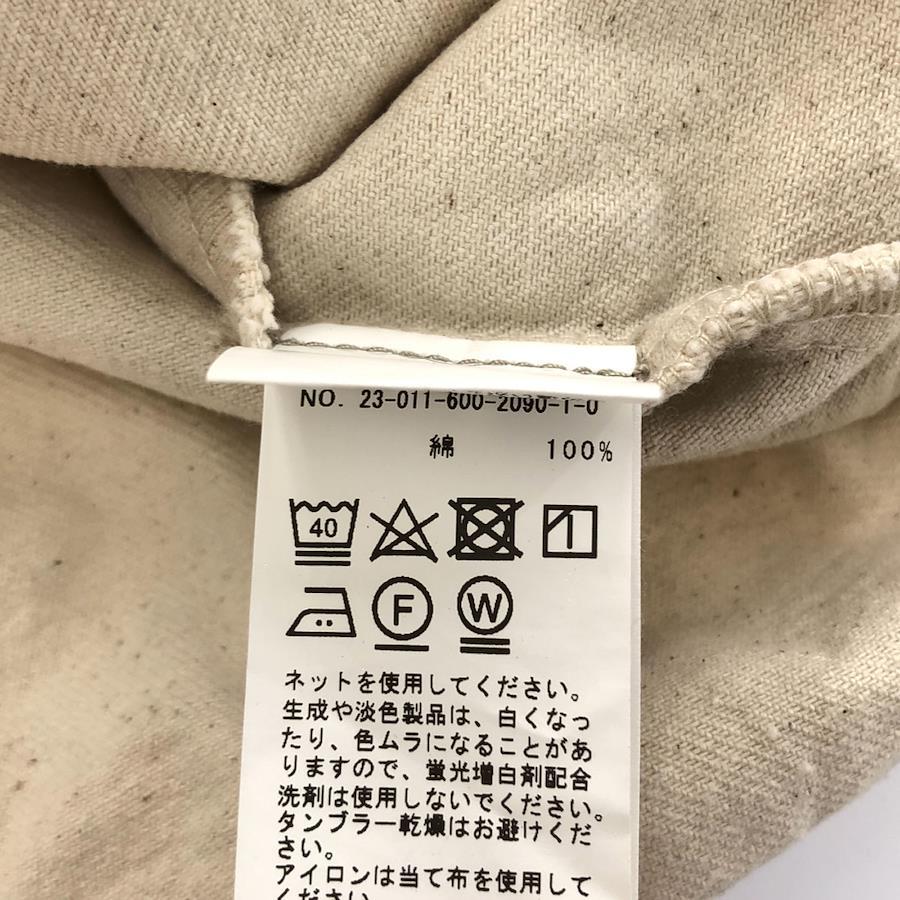 NO. 23-011-600-2090-1-0
綿 100%
40
F W
ネットを使用してください。
生成や淡色製品は、白くなっ
たり、色ムラになることがあ
りますので、蛍光増白剤配合
洗剤は使用しないでください。
タンブラー乾燥はお避けくだ
さい。
アイロンは当て布を使用して
ください。